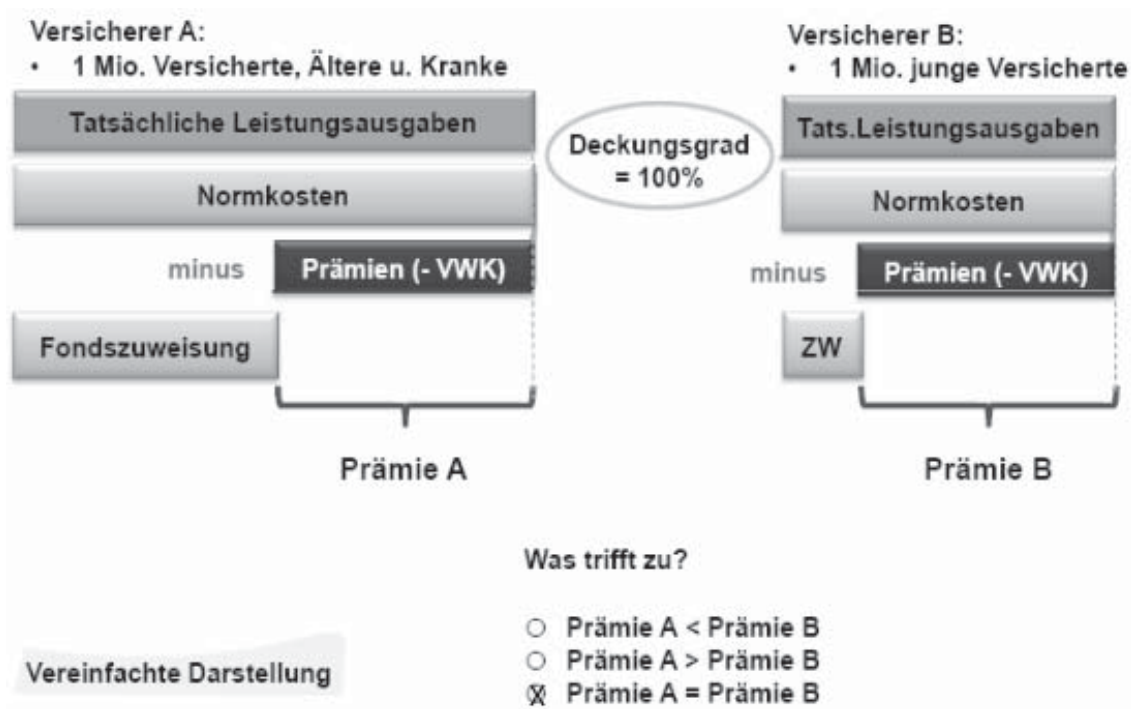 Versicherer A:
• 1 Mio. Versicherte, Ältere u. Kranke
Tatsächliche Leistungsausgaben
Normkosten
minus
Prämien (- VWK)
Fondszuweisung
Prämie A
Deckungsgrad
= 100%
Versicherer B:
• 1 Mio. junge Versicherte
Tats.Leistungsausgaben
Normkosten
minus
Prämien (- VWK)
ZW
Prämie B
Was trifft zu?
○ Prämie A < Prämie B
○ Prämie A > Prämie B
Ⓧ Prämie A = Prämie B
Vereinfachte Darstellung